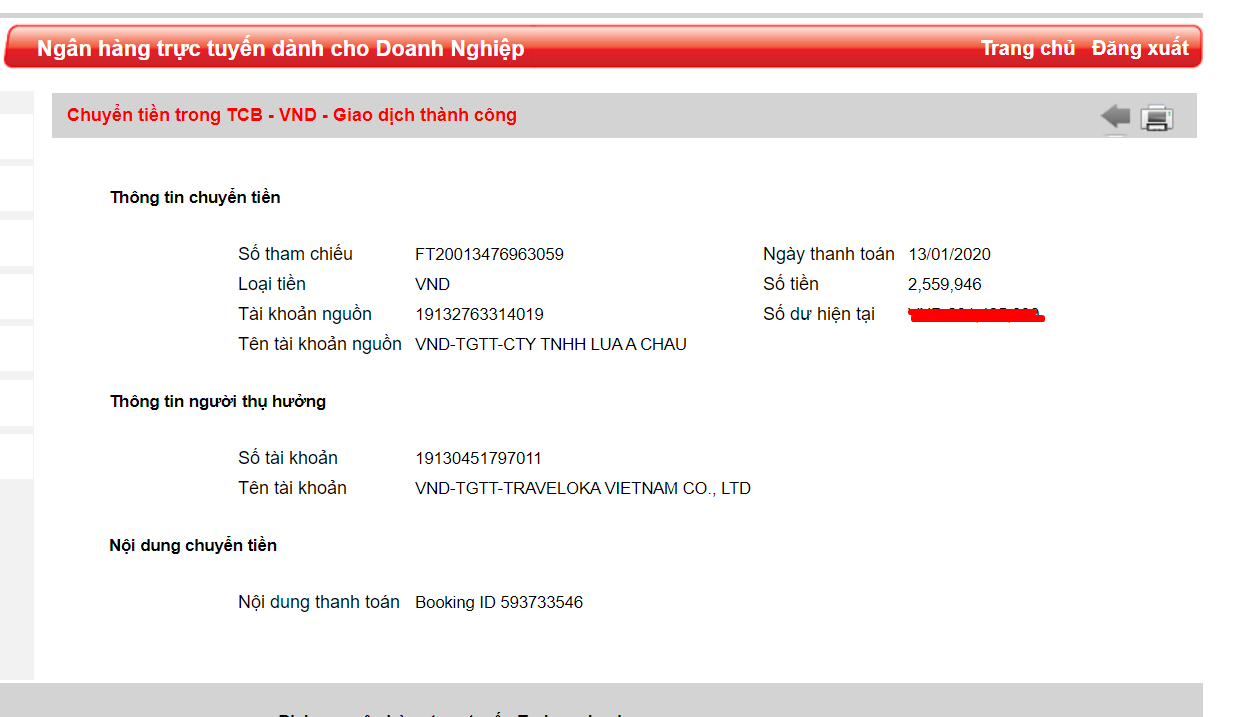 Ngân hàng trực tuyến dành cho Doanh Nghiệp Trang chủ Đăng xuất
Chuyển tiền trong TCB - VND - Giao dịch thành công
Thông tin chuyển tiền
Số tham chiếu FT20013476963059 Ngày thanh toán 13/01/2020
Loại tiền VND Số tiền 2,559,946
Tài khoản nguồn 19132763314019 Số dư hiện tại
Tên tài khoản nguồn VND-TGTT-CTY TNHH LUA A CHAU
Thông tin người thụ hưởng
Số tài khoản 19130451797011
Tên tài khoản VND-TGTT-TRAVELOKA VIETNAM CO., LTD
Nội dung chuyển tiền
Nội dung thanh toán Booking ID 593733546